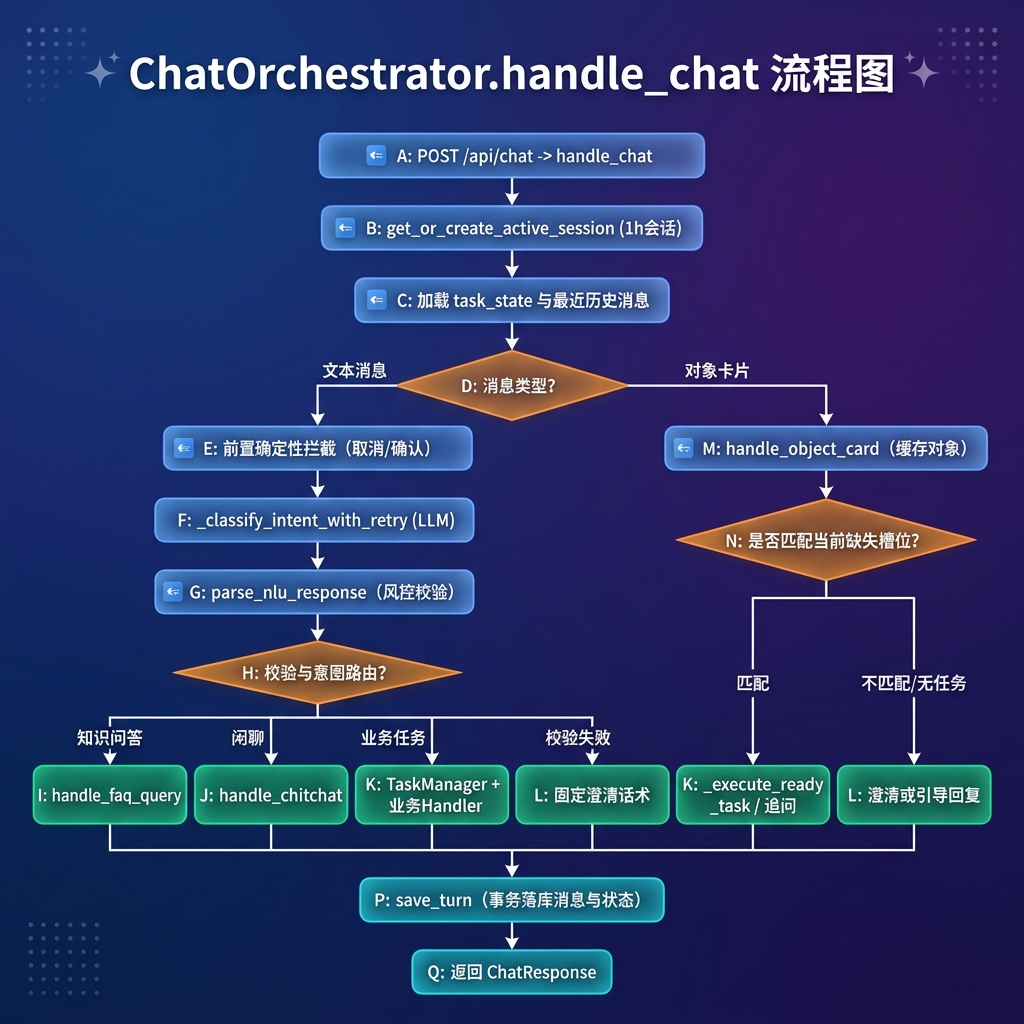 ChatOrchestrator.handle_chat 流程图
A: POST /api/chat -> handle_chat
B: get_or_create_active_session (1h会话)
C: 加载 task_state 与最近历史消息
文本消息
D: 消息类型?
对象卡片
E: 前置确定性拦截（取消/确认）
M: handle_object_card（缓存对象）
F: _classify_intent_with_retry (LLM)
N: 是否匹配当前缺失槽位?
G: parse_nlu_response（风控校验）
H: 校验与意图路由?
匹配
不匹配/无任务
知识问答
闲聊
业务任务
校验失败
I: handle_faq_query
J: handle_chitchat
K: TaskManager +
业务Handler
L: 固定澄清话术
K: _execute_ready
_task / 追问
L: 澄清或引导回复
P: save_turn（事务落库消息与状态）
Q: 返回 ChatResponse